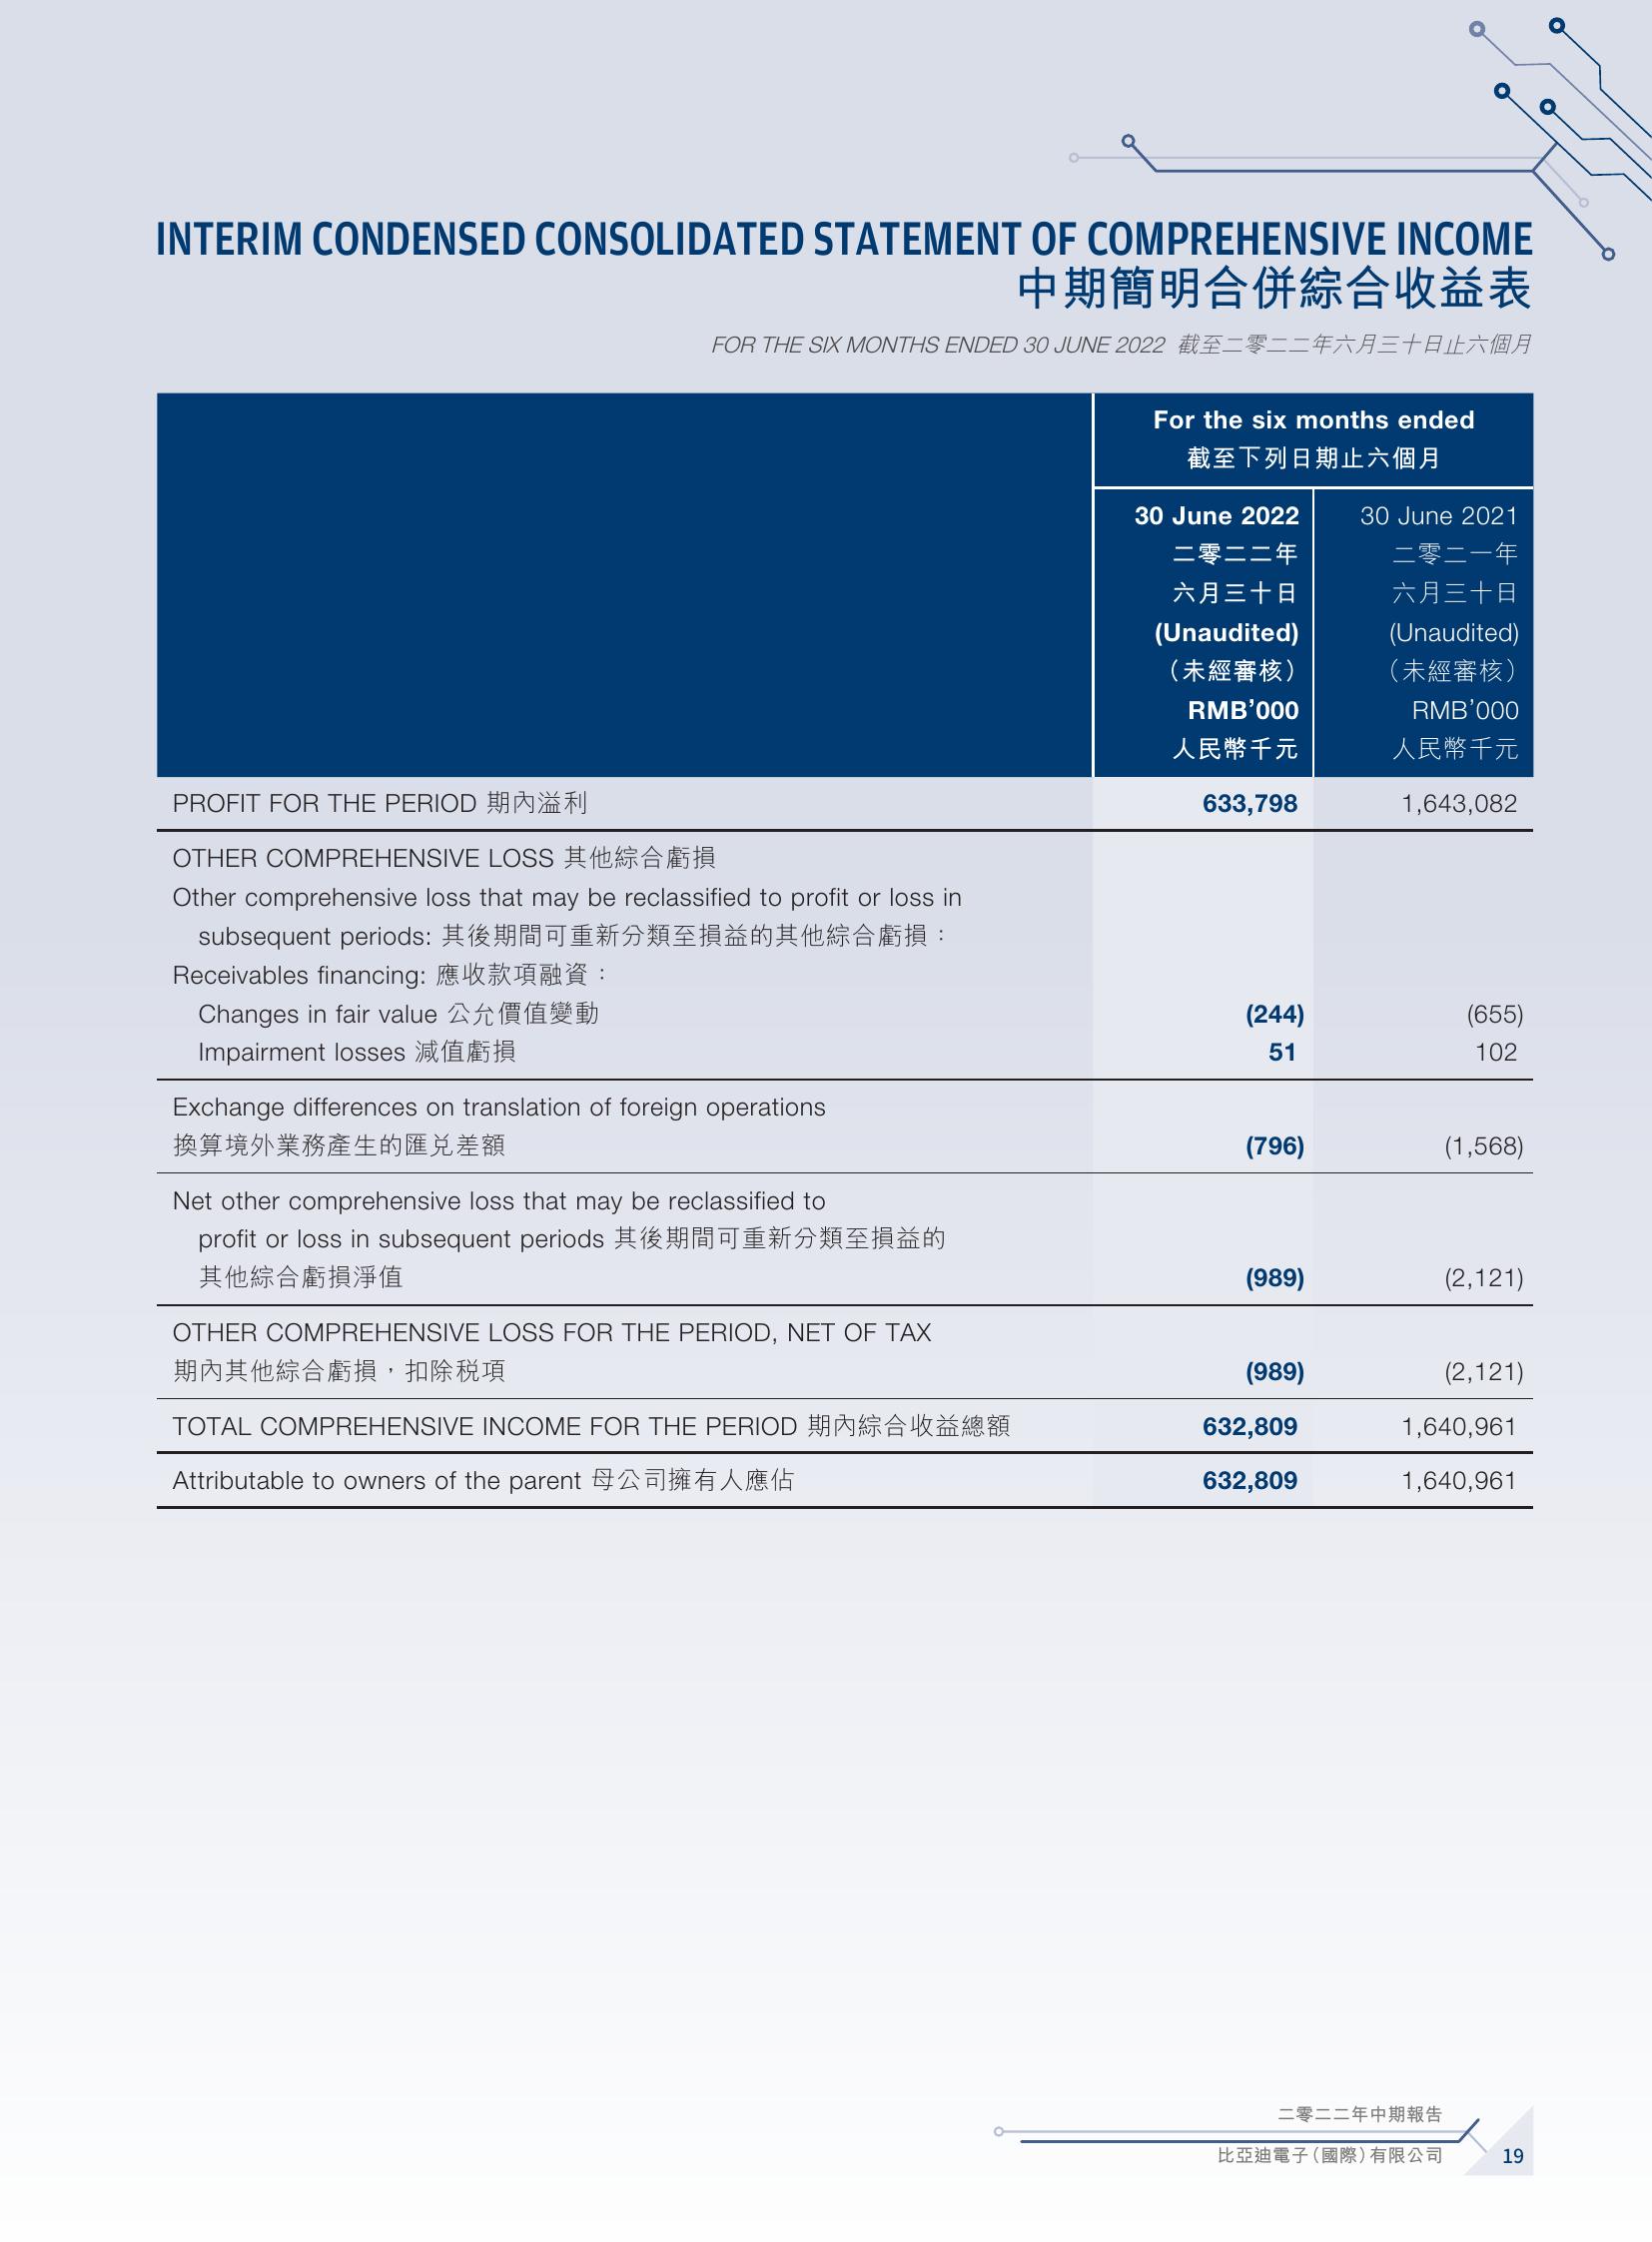 INTERIM CONDENSED CONSOLIDATED STATEMENT OF COMPREHENSIVE INCOME
中期簡明合併綜合收益表
FOR THE SIX MONTHS ENDED 30 JUNE 2022 截至二零二二年六月三十日止六個月
For the six months ended
截至下列日期止六個月
30 June 2022 30 June 2021
二零二二年 二零二一年
六月三十日 六月三十日
(Unaudited) (Unaudited)
（未經審核） （未經審核）
RMB’000 RMB’000
人民幣千元 人民幣千元
PROFIT FOR THE PERIOD 期內溢利 633,798 1,643,082
OTHER COMPREHENSIVE LOSS 其他綜合虧損
Other comprehensive loss that may be reclassified to profit or loss in
subsequent periods: 其後期間可重新分類至損益的其他綜合虧損：
Receivables financing: 應收款項融資：
Changes in fair value 公允價值變動 (244) (655)
Impairment losses 減值虧損 51 102
Exchange differences on translation of foreign operations
換算境外業務產生的匯兌差額 (796) (1,568)
Net other comprehensive loss that may be reclassified to
profit or loss in subsequent periods 其後期間可重新分類至損益的
其他綜合虧損淨值 (989) (2,121)
OTHER COMPREHENSIVE LOSS FOR THE PERIOD, NET OF TAX
期內其他綜合虧損，扣除稅項 (989) (2,121)
TOTAL COMPREHENSIVE INCOME FOR THE PERIOD 期內綜合收益總額 632,809 1,640,961
Attributable to owners of the parent 母公司擁有人應佔 632,809 1,640,961
二零二二年中期報告
比亞迪電子（國際）有限公司 19